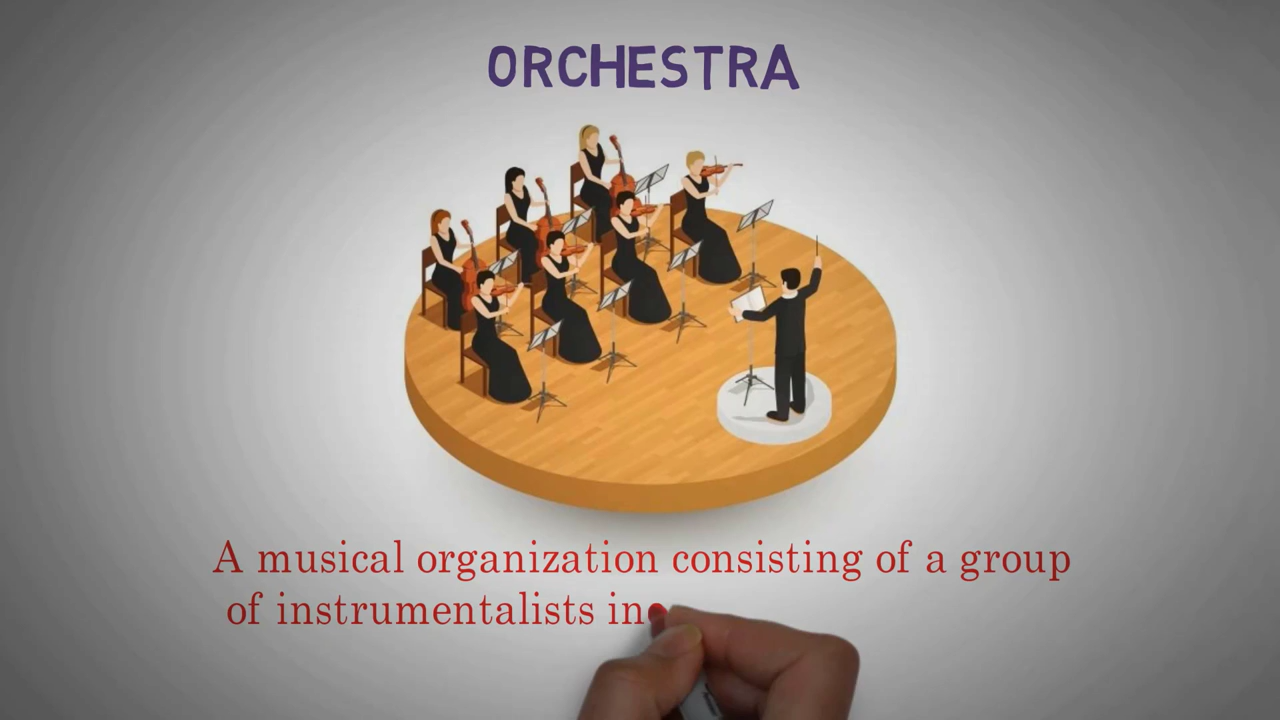 ORCHESTRA
A musical organization consisting of a group
of instrumentalists in